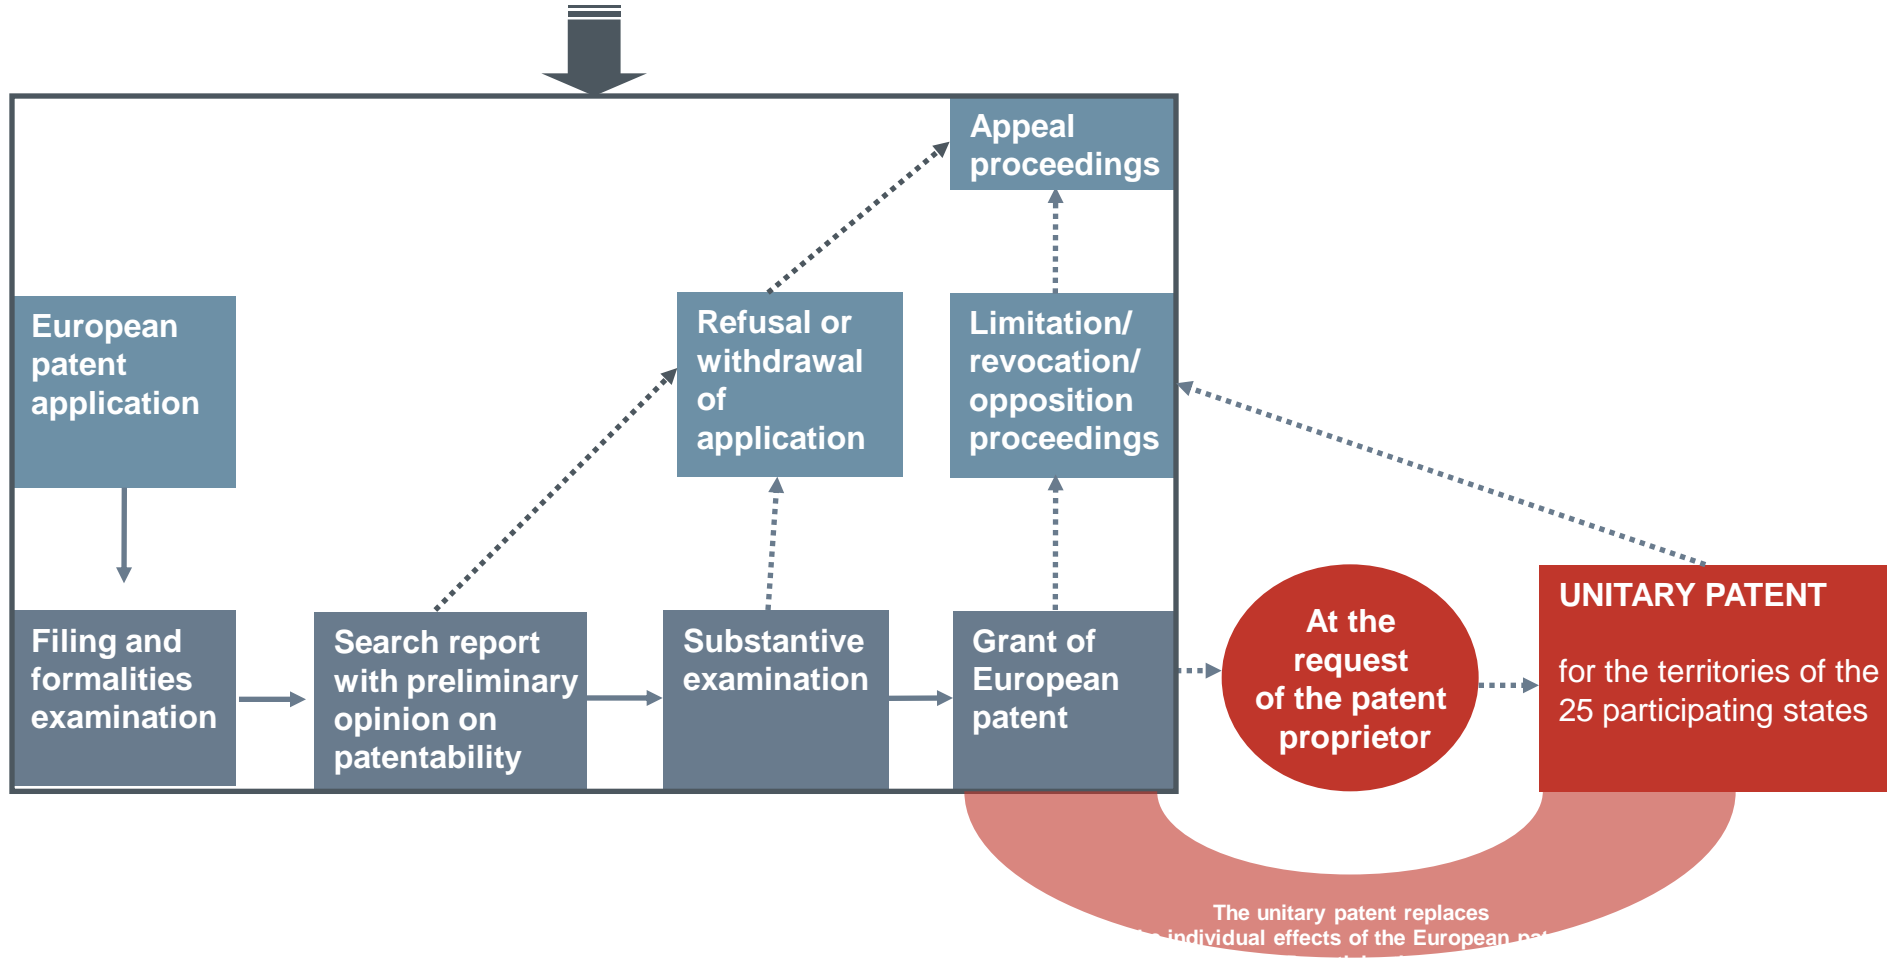 Appeal
proceedings
European
patent
application
Refusal or
withdrawal
of
application
Limitation/
revocation/
opposition
proceedings
Filing and
formalities
examination
Search report
with preliminary
opinion on
patentability
Substantive
examination
Grant of
European
patent
At the
request
of the patent
proprietor
UNITARY PATENT
for the territories of the
25 participating states
The unitary patent replaces
individual effects of the European